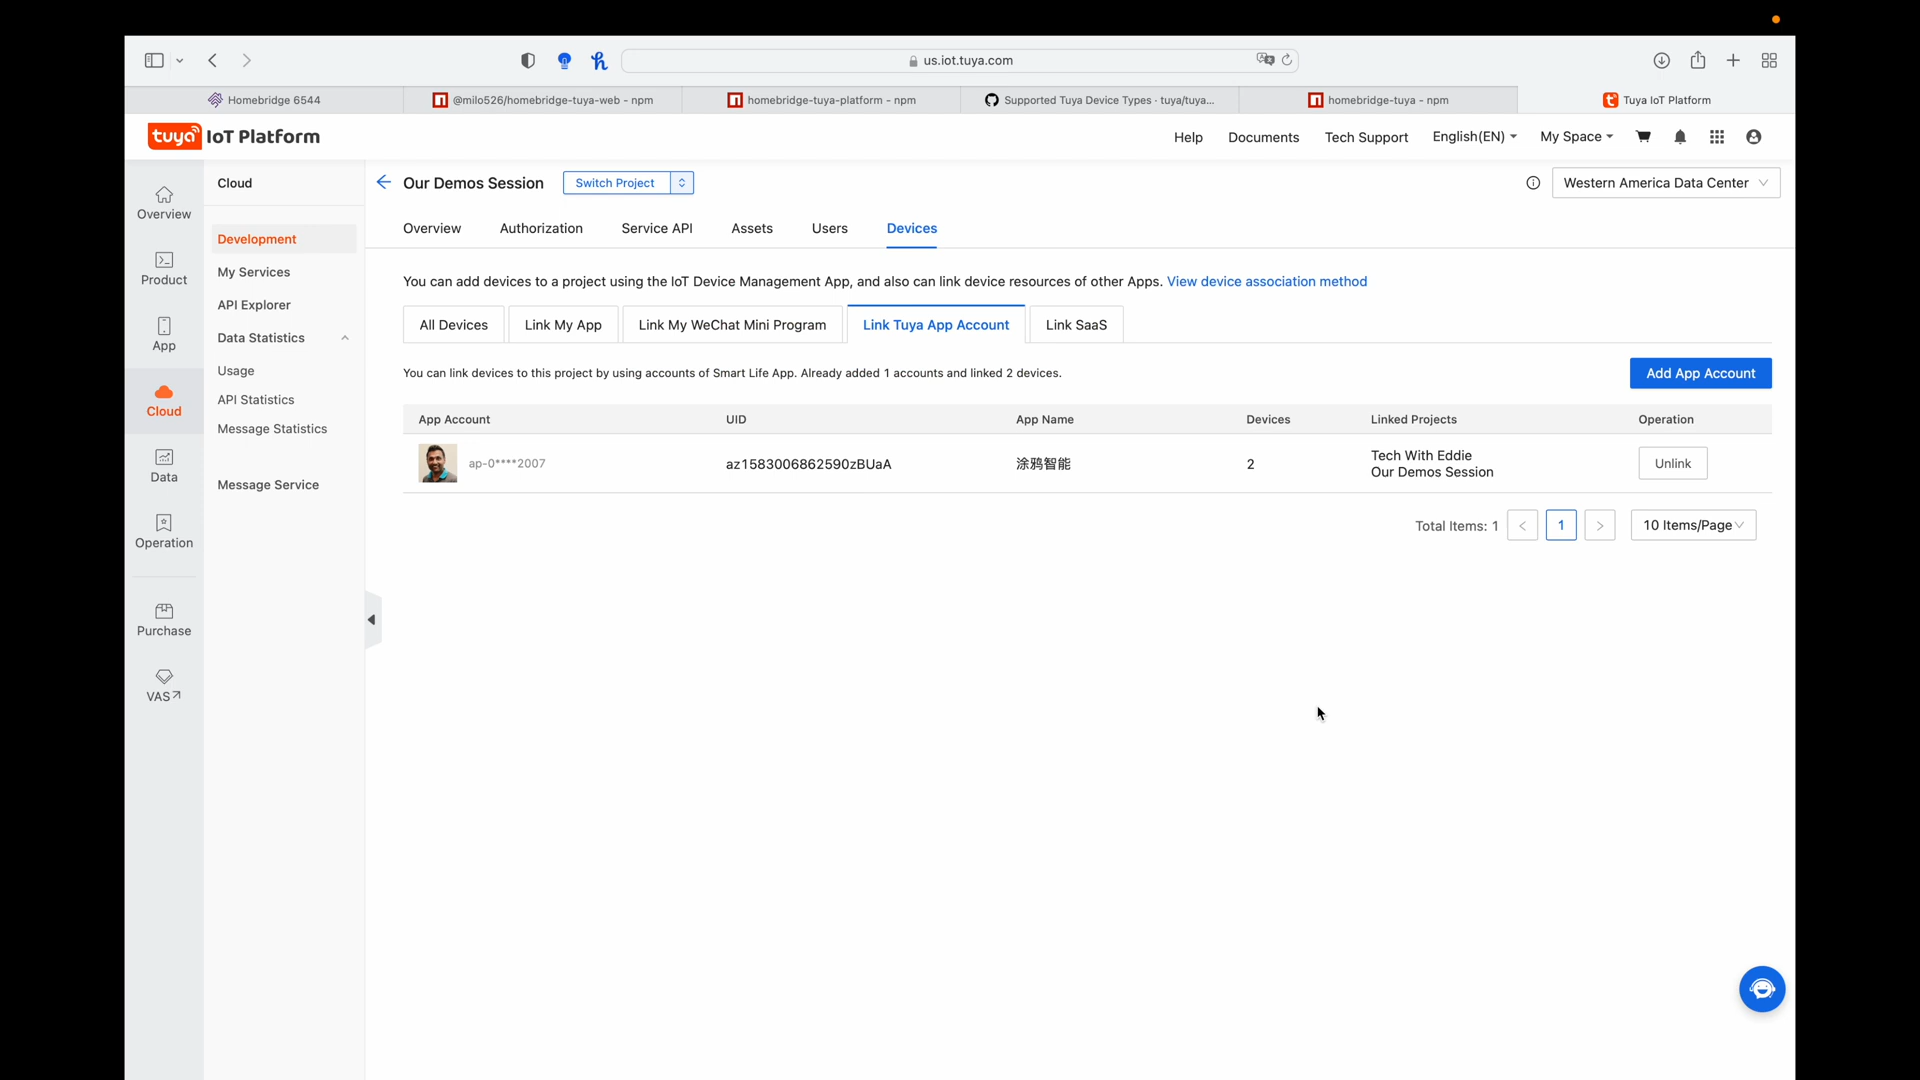 us.iot.tuya.com
Homebridge 6544
@milo526/homebridge-tuya-web - npm
homebridge-tuya-platform - npm
Supported Tuya Device Types · tuya/tuya...
homebridge-tuya - npm
Tuya IoT Platform
tuya IoT Platform
Help
Documents
Tech Support
English(EN)
My Space
Overview
Product
App
Cloud
Data
Operation
Purchase
VAS
Cloud
Development
My Services
API Explorer
Data Statistics
Usage
API Statistics
Message Statistics
Message Service
Our Demos Session
Switch Project
Western America Data Center
Overview
Authorization
Service API
Assets
Users
Devices
You can add devices to a project using the IoT Device Management App, and also can link device resources of other Apps. View device association method
All Devices
Link My App
Link My WeChat Mini Program
Link Tuya App Account
Link SaaS
You can link devices to this project by using accounts of Smart Life App. Already added 1 accounts and linked 2 devices.
Add App Account
App Account
UID
App Name
Devices
Linked Projects
Operation
ap-0****2007
az1583006862590zBUaA
涂鸦智能
2
Tech With Eddie
Our Demos Session
Unlink
Total Items: 1
1
10 Items/Page